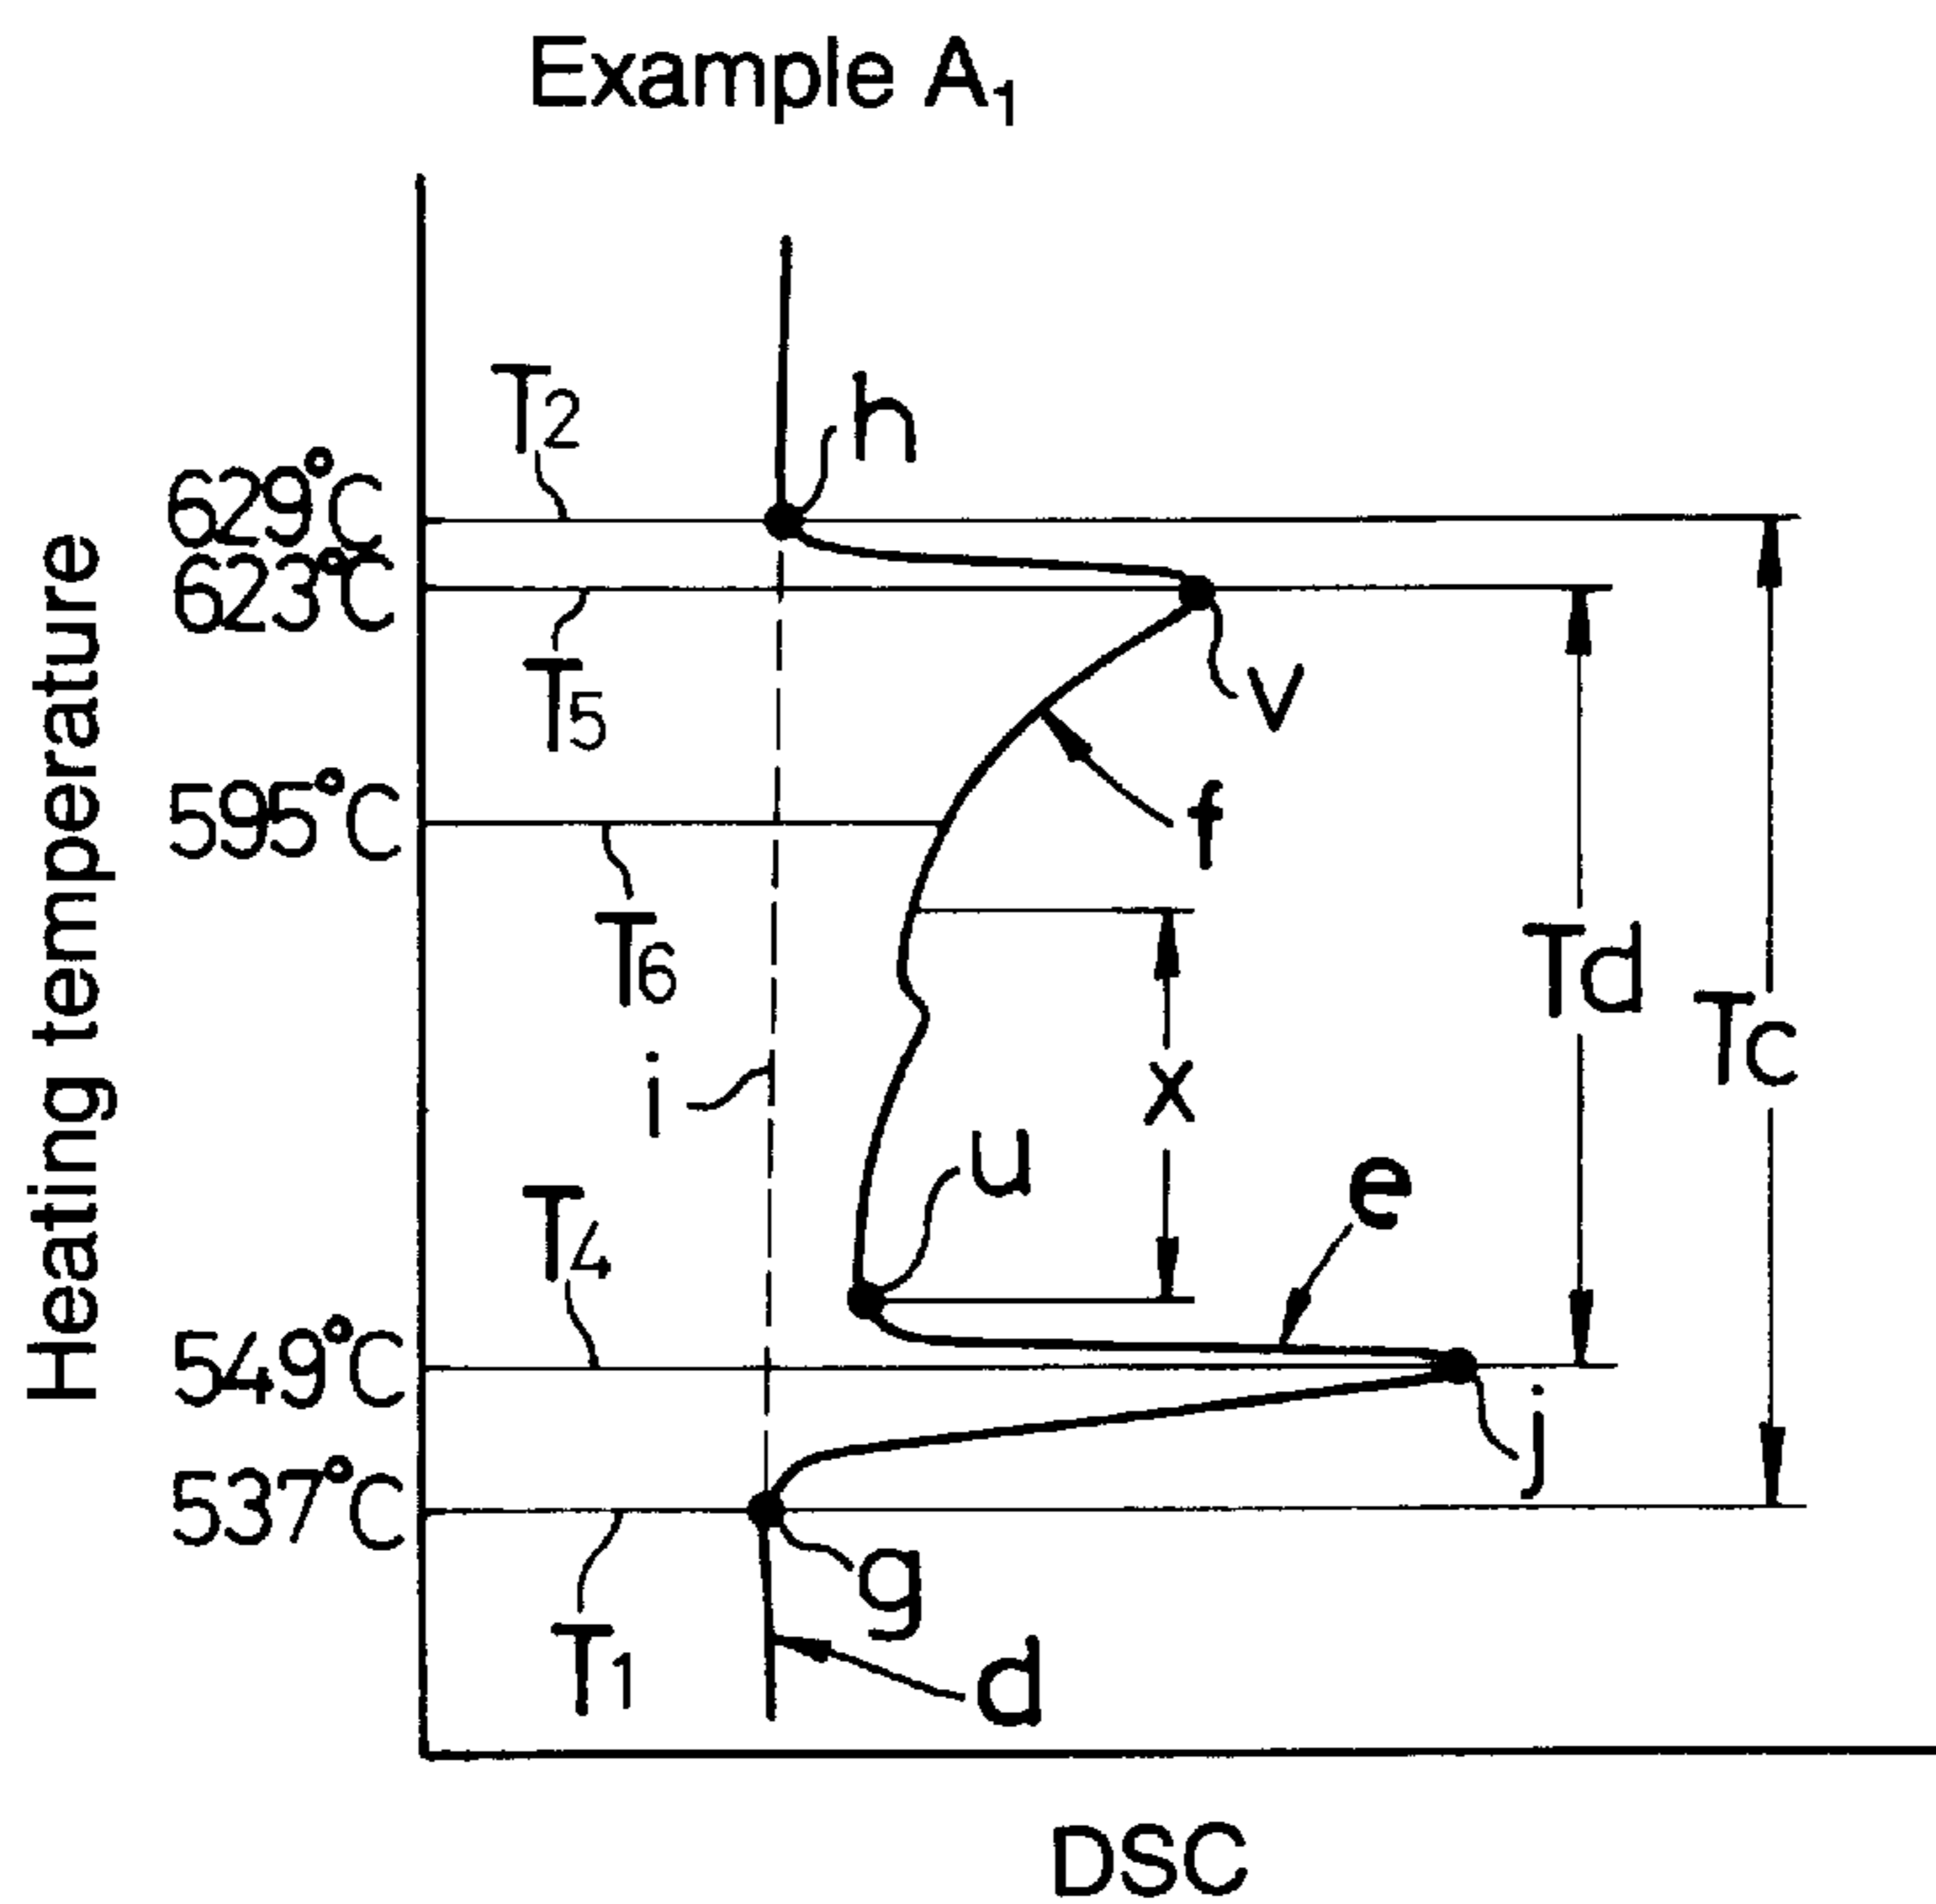 Example A1
T2
h
629°C
623°C
T5
v
595°C
f
T6
Td
Tc
i
x
u
e
T4
549°C
j
537°C
g
T1
d
Heating temperature
DSC